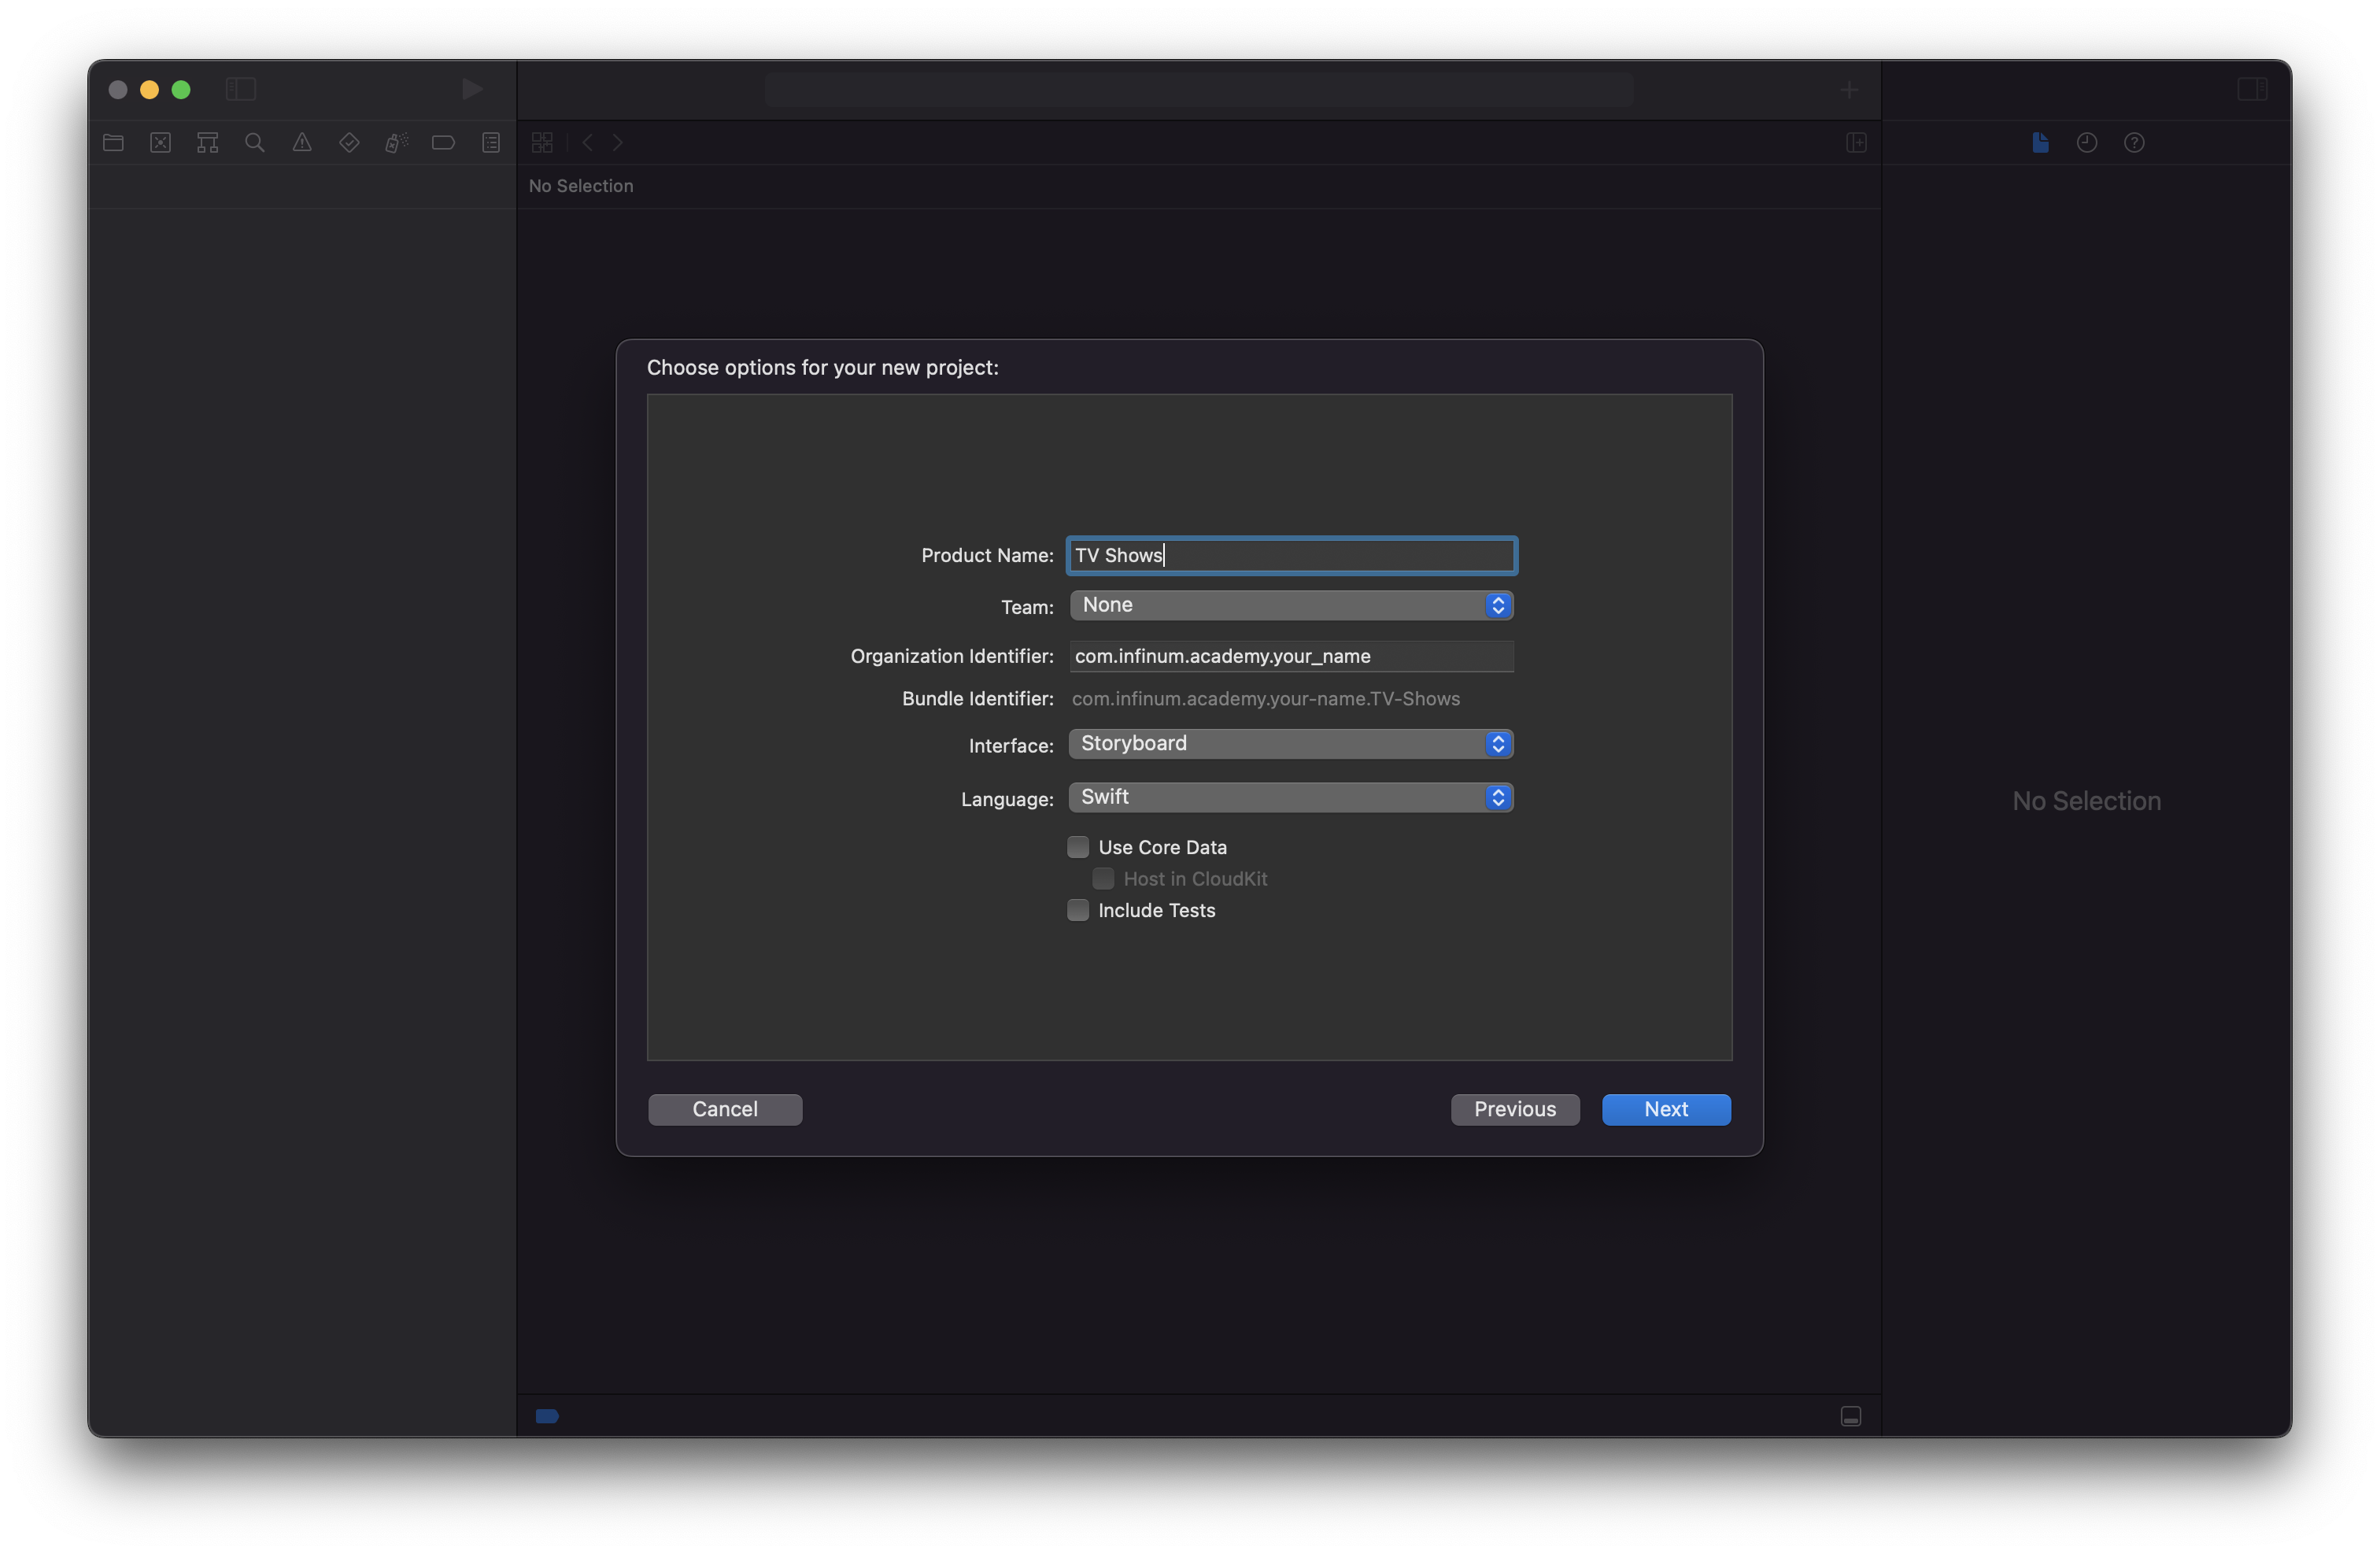 No Selection
Choose options for your new project:
Product Name: TV Shows
Team: None
Organization Identifier: com.infinum.academy.your_name
Bundle Identifier: com.infinum.academy.your-name.TV-Shows
Interface: Storyboard
Language: Swift
Use Core Data
Host in CloudKit
Include Tests
No Selection
Cancel Previous Next